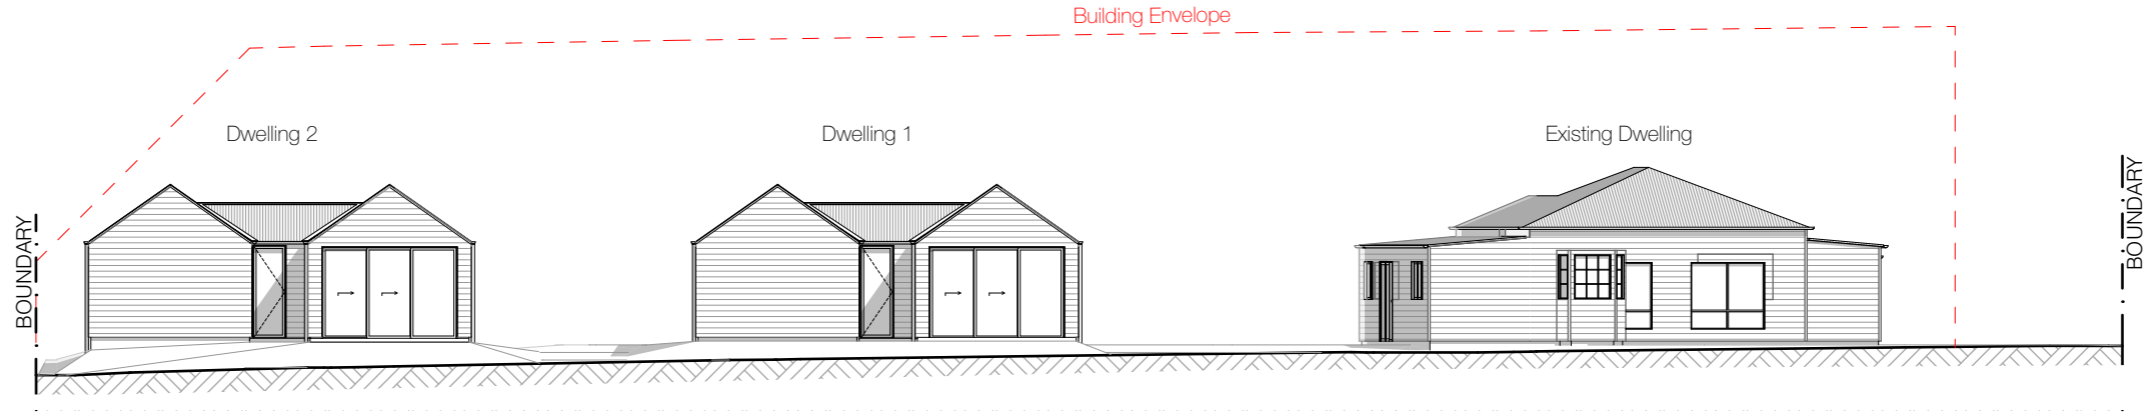 Building Envelope
Dwelling 2
Dwelling 1
Existing Dwelling
BOUNDARY
BOUNDARY